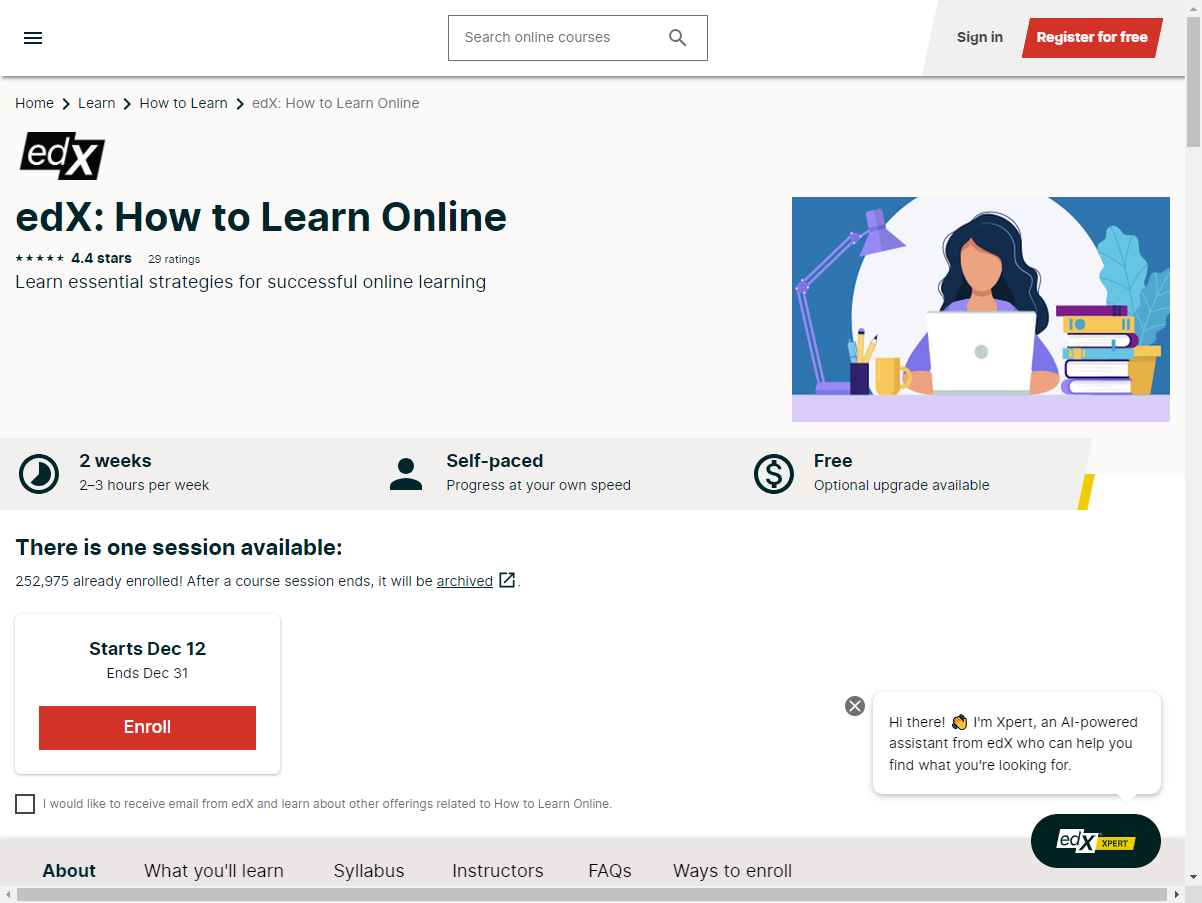 Search online courses
Sign in
Register for free
Home
Learn
How to Learn
edX: How to Learn Online
edX
edX: How to Learn Online
4.4 stars
29 ratings
Learn essential strategies for successful online learning
2 weeks
2–3 hours per week
Self-paced
Progress at your own speed
Free
Optional upgrade available
There is one session available:
252,975 already enrolled! After a course session ends, it will be archived.
Starts Dec 12
Ends Dec 31
Enroll
Hi there! 👏 I'm Xpert, an AI-powered
assistant from edX who can help you
find what you're looking for.
I would like to receive email from edX and learn about other offerings related to How to Learn Online.
edX XPERT
About
What you'll learn
Syllabus
Instructors
FAQs
Ways to enroll